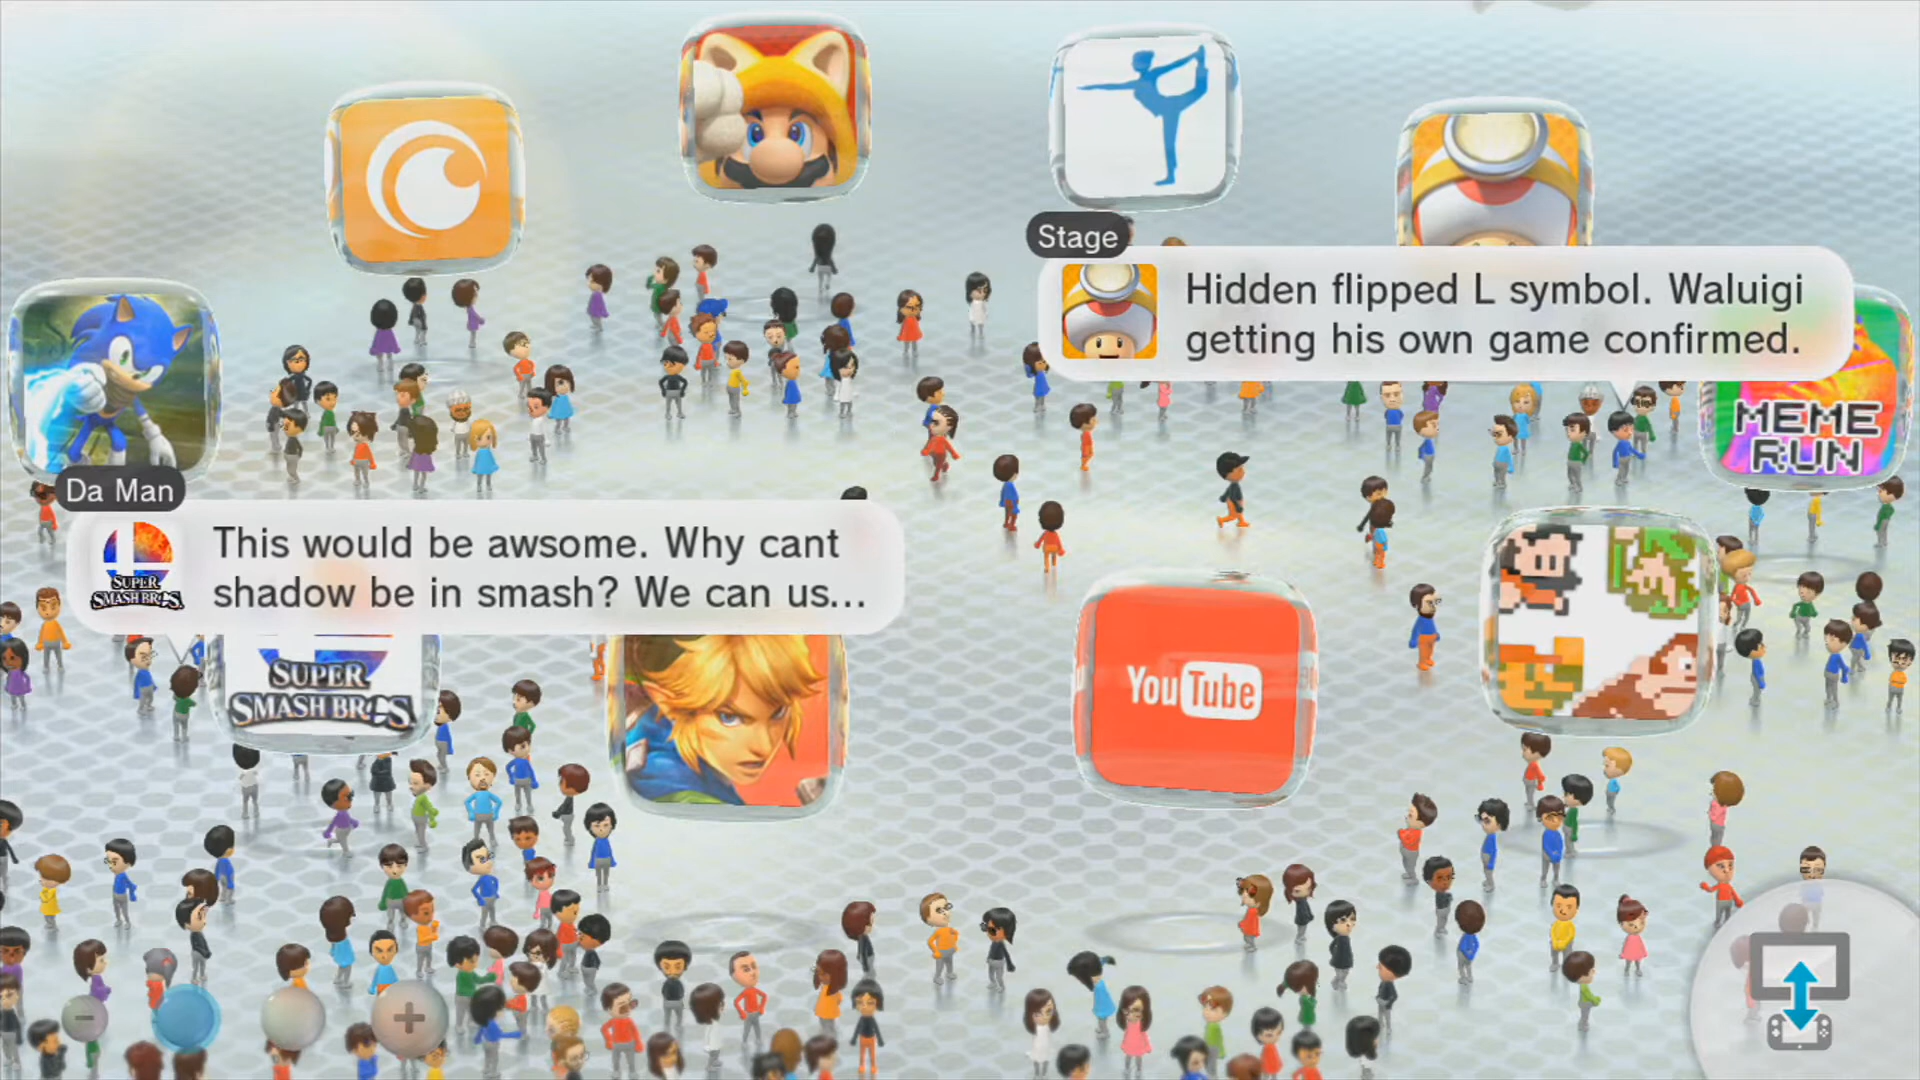 Stage
Hidden flipped L symbol. Waluigi
getting his own game confirmed.
MEME
RUN
Da Man
This would be awsome. Why cant
shadow be in smash? We can us...
SUPER
SMASH BROS.
SUPER
SMASH BROS
YouTube